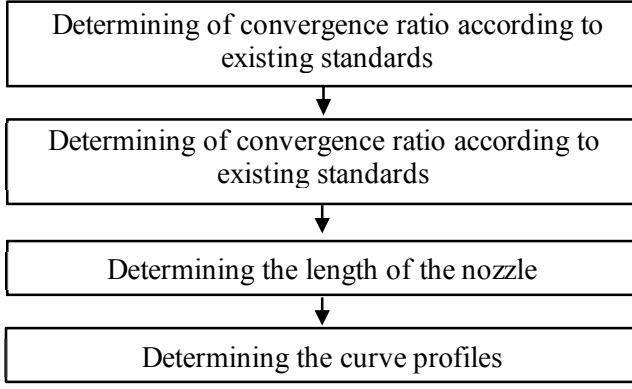 Determining of convergence ratio according to
existing standards
Determining of convergence ratio according to
existing standards
Determining the length of the nozzle
Determining the curve profiles